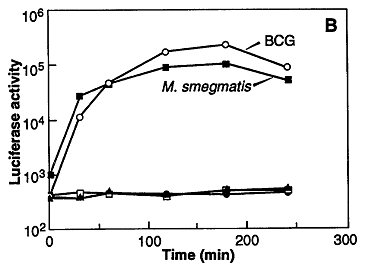 B
10⁶
10⁵
10⁴
10³
10²
Luciferase activity
BCG
M. smegmatis
0 100 200 300
Time (min)